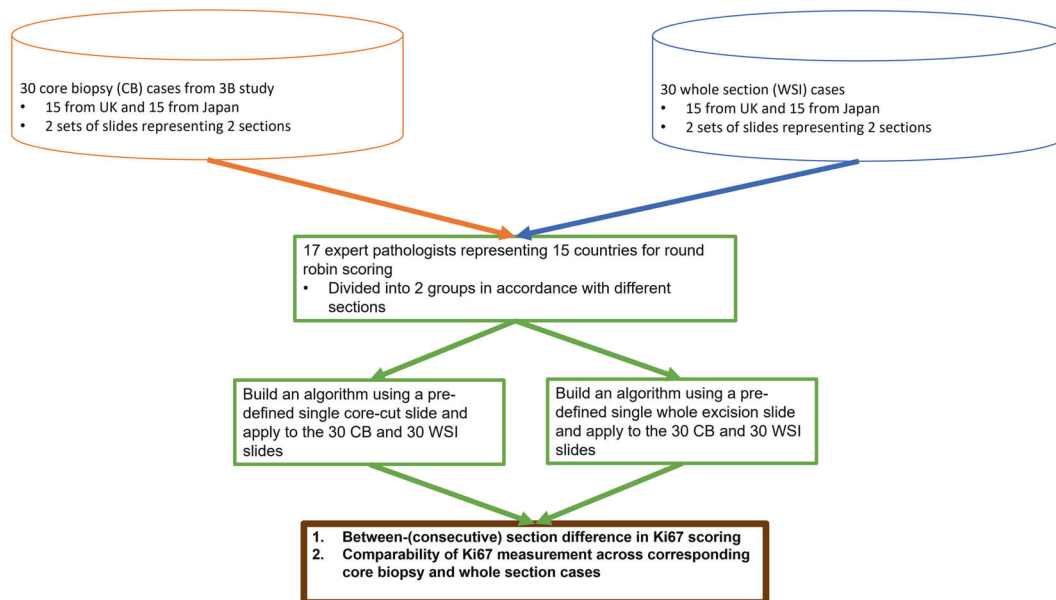 30 core biopsy (CB) cases from 3B study
• 15 from UK and 15 from Japan
• 2 sets of slides representing 2 sections
30 whole section (WSI) cases
• 15 from UK and 15 from Japan
• 2 sets of slides representing 2 sections
17 expert pathologists representing 15 countries for round
robin scoring
• Divided into 2 groups in accordance with different
sections
Build an algorithm using a pre-
defined single core-cut slide and
apply to the 30 CB and 30 WSI
slides
Build an algorithm using a pre-
defined single whole excision slide
and apply to the 30 CB and 30 WSI
slides
1. Between-(consecutive) section difference in Ki67 scoring
2. Comparability of Ki67 measurement across corresponding
core biopsy and whole section cases